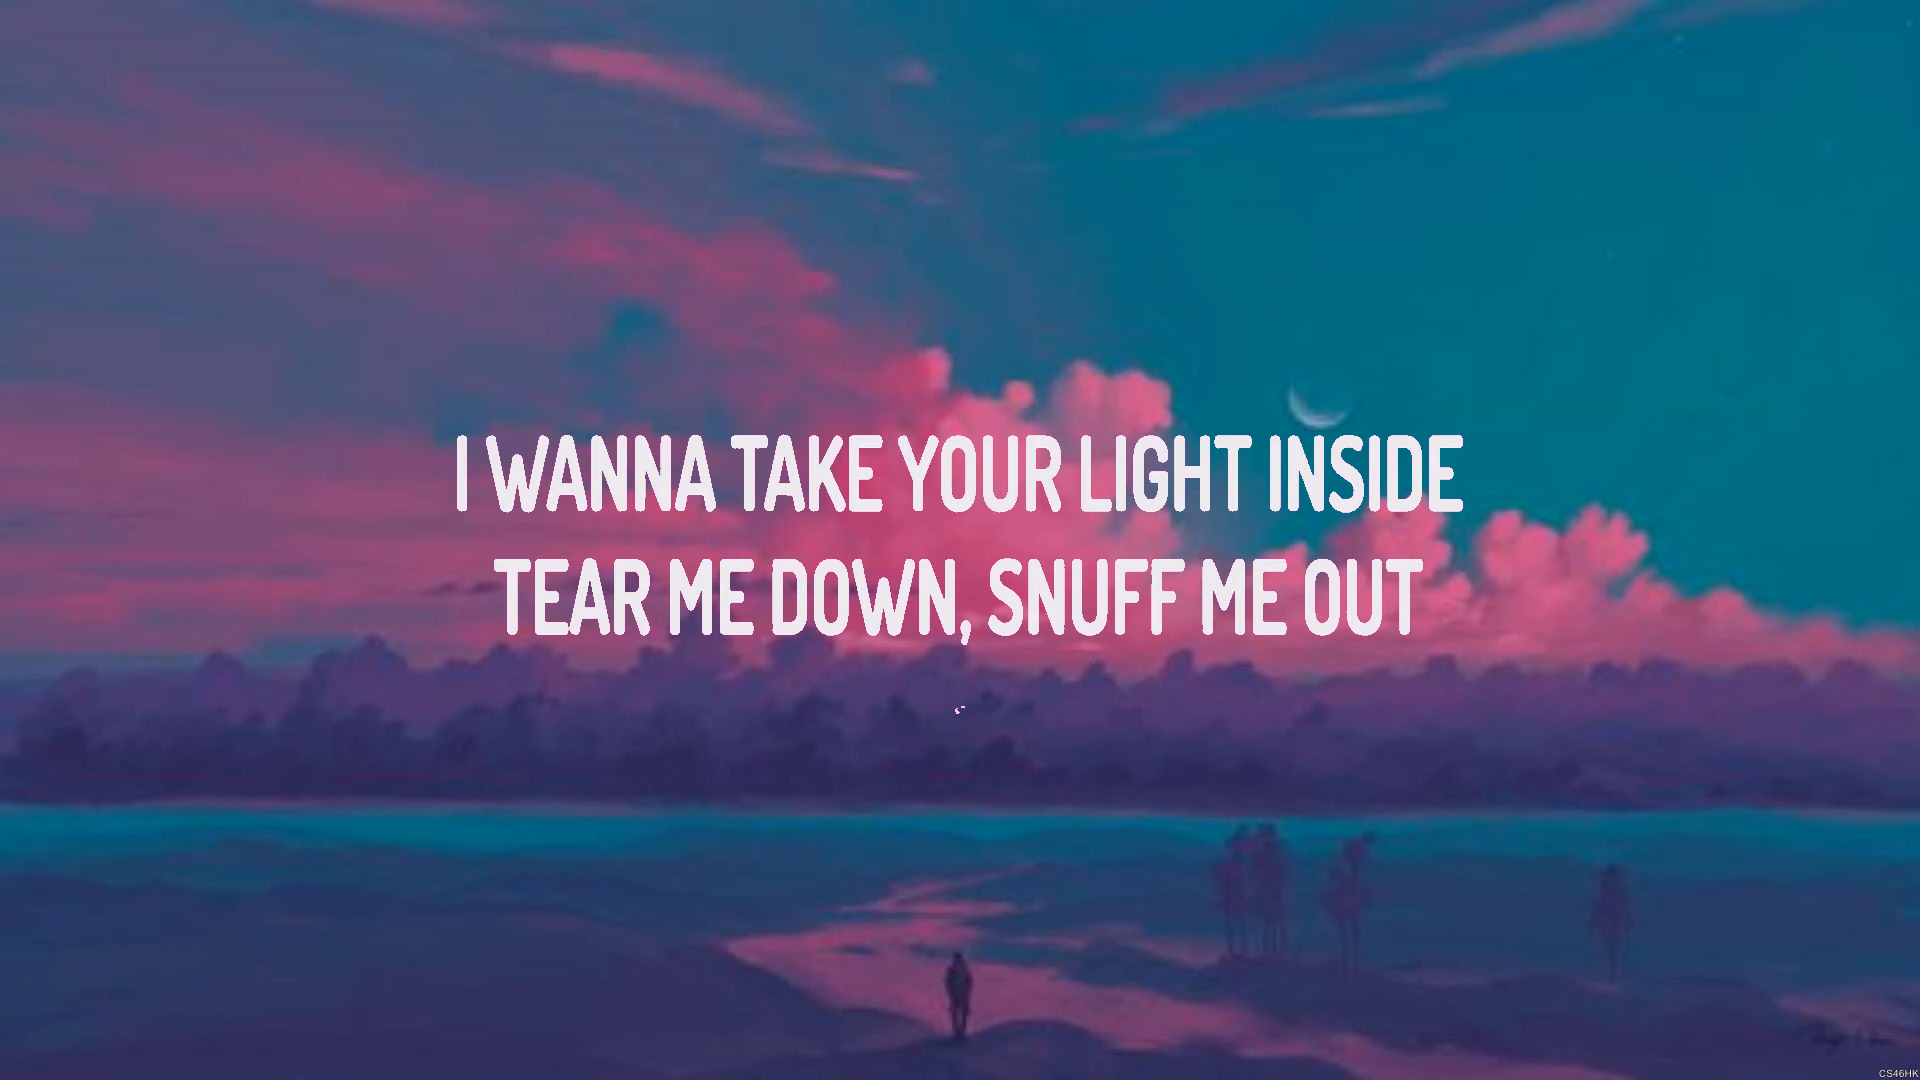 I WANNA TAKE YOUR LIGHT INSIDE
TEAR ME DOWN, SNUFF ME OUT
CS46HK